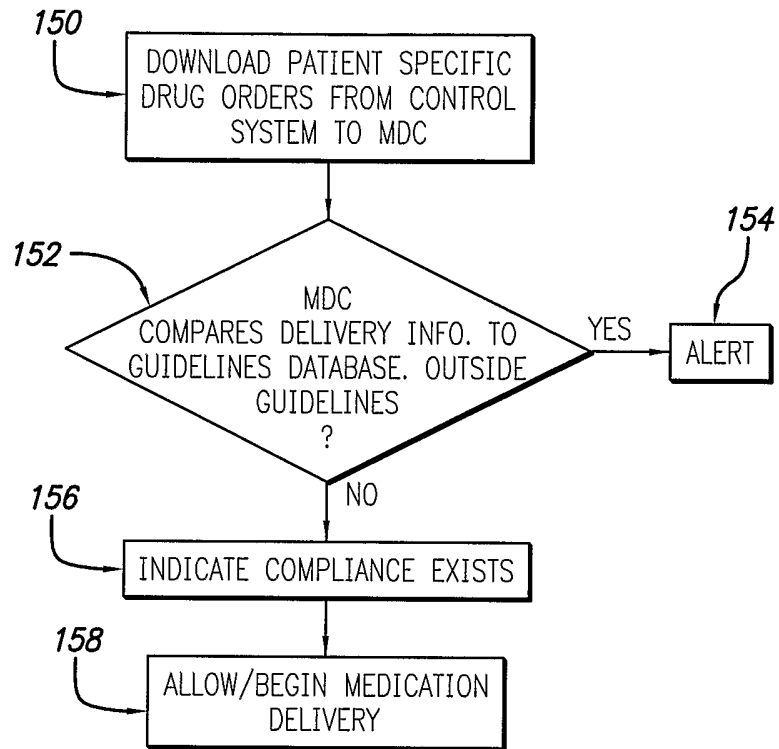 150
DOWNLOAD PATIENT SPECIFIC
DRUG ORDERS FROM CONTROL
SYSTEM TO MDC
152
MDC
COMPARES DELIVERY INFO. TO
GUIDELINES DATABASE. OUTSIDE
GUIDELINES
?
YES
154
ALERT
NO
156
INDICATE COMPLIANCE EXISTS
158
ALLOW/BEGIN MEDICATION
DELIVERY